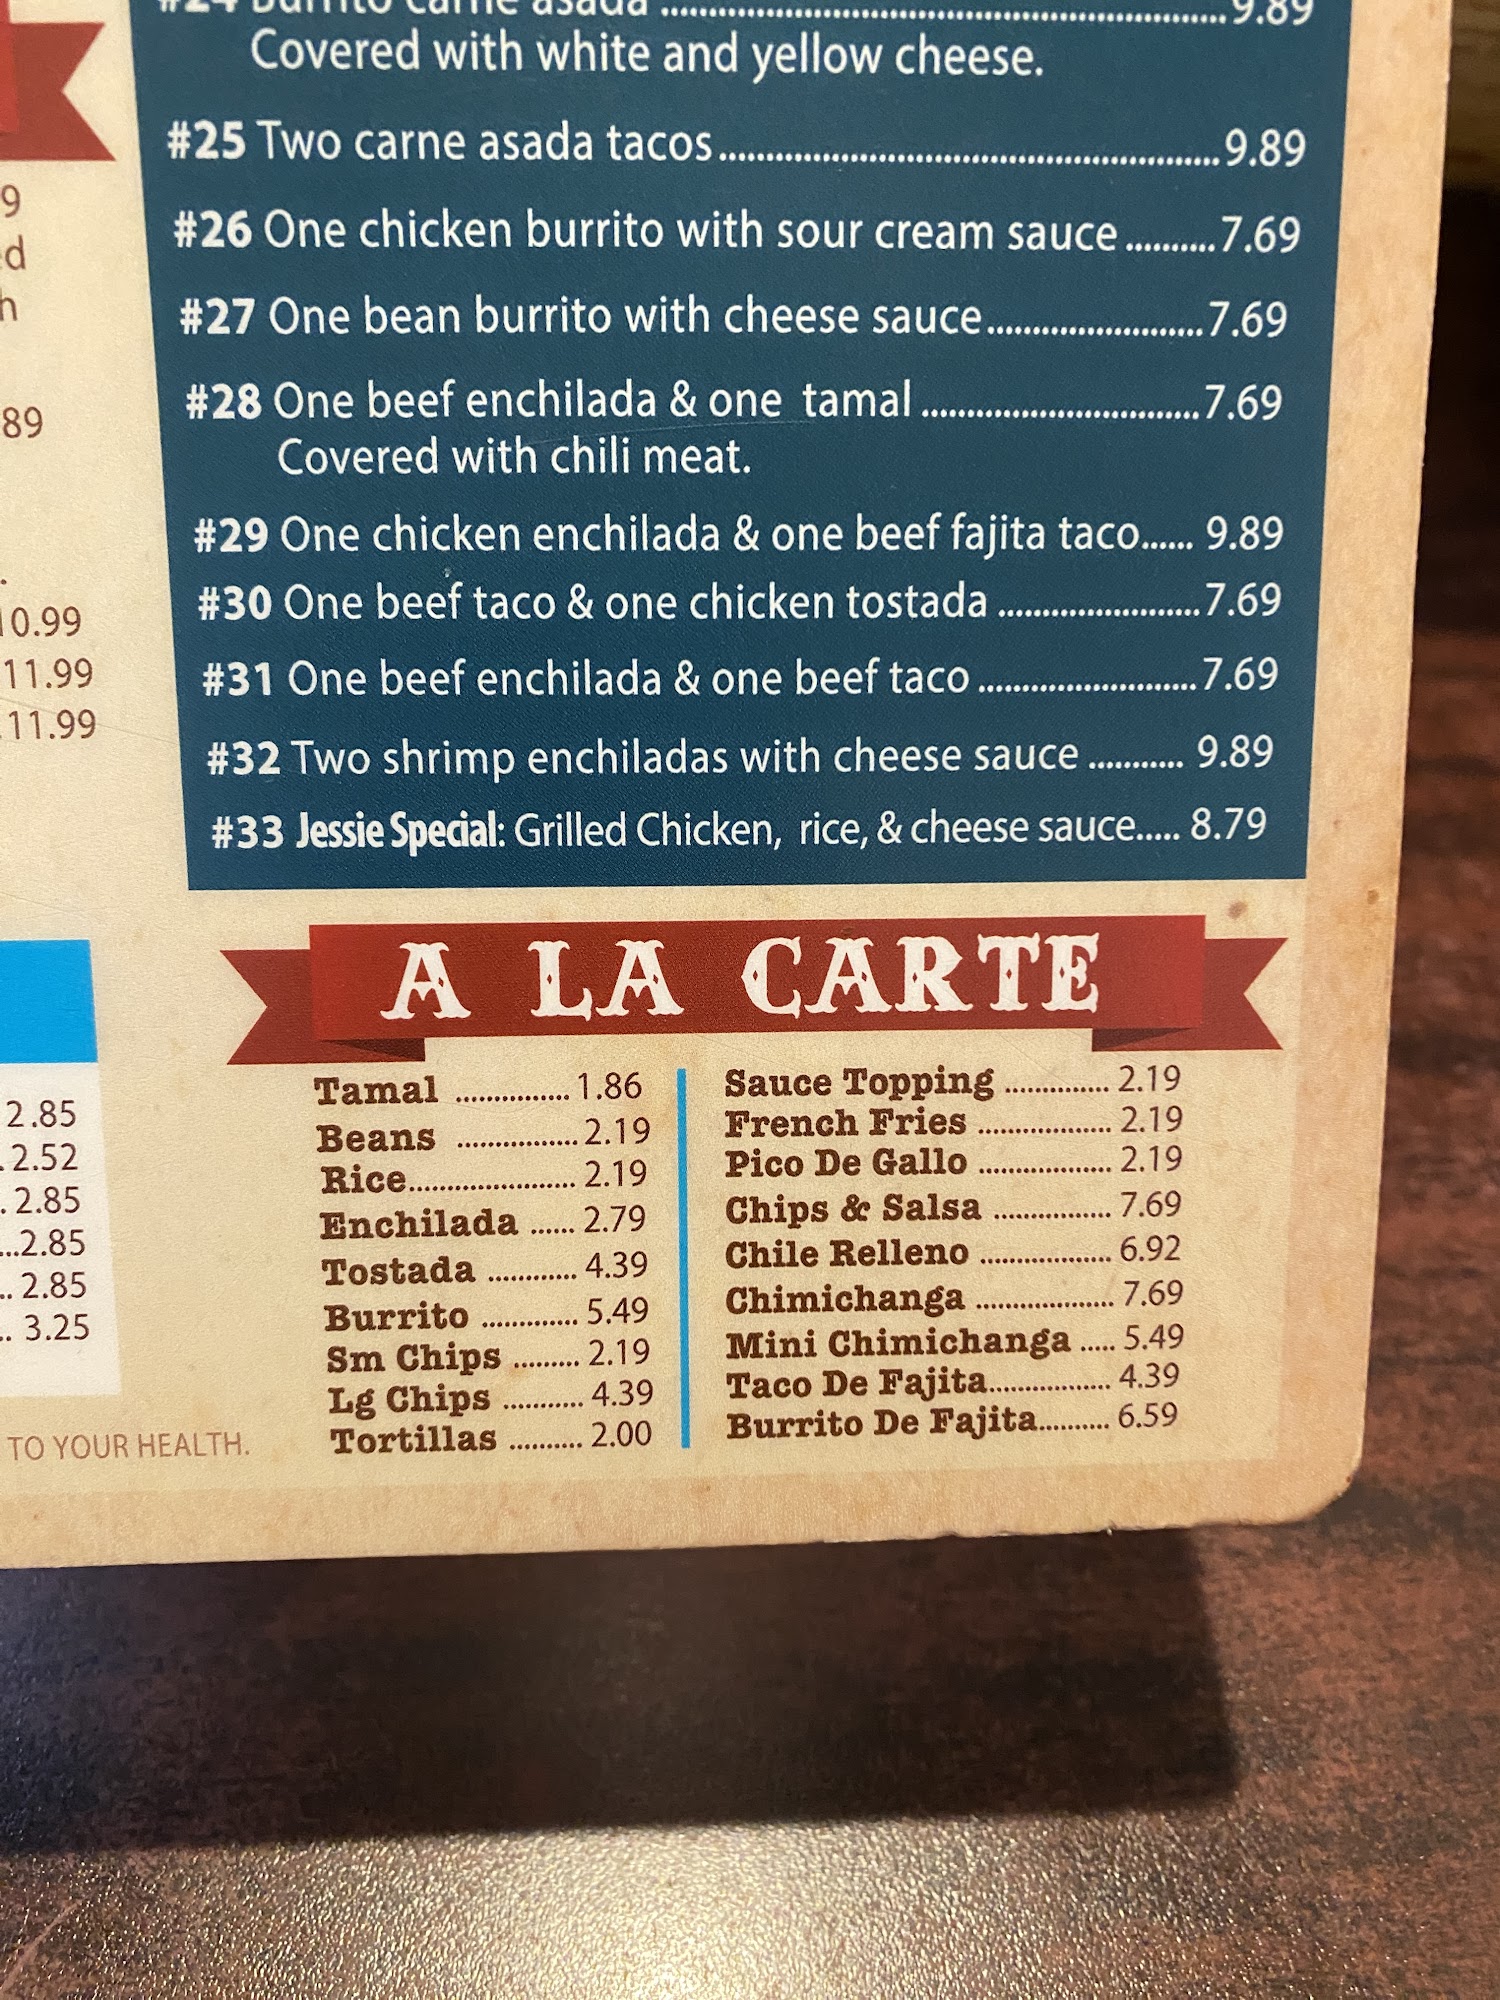 #24 Burrito carne asada ..... 9.89
Covered with white and yellow cheese.
#25 Two carne asada tacos ..... 9.89
#26 One chicken burrito with sour cream sauce ..... 7.69
#27 One bean burrito with cheese sauce ..... 7.69
#28 One beef enchilada & one tamal ..... 7.69
Covered with chili meat.
#29 One chicken enchilada & one beef fajita taco ..... 9.89
#30 One beef taco & one chicken tostada ..... 7.69
#31 One beef enchilada & one beef taco ..... 7.69
#32 Two shrimp enchiladas with cheese sauce ..... 9.89
#33 Jessie Special: Grilled Chicken, rice, & cheese sauce ..... 8.79
10.99
11.99
11.99
2.85
2.52
2.85
2.85
2.85
3.25
TO YOUR HEALTH.
A LA CARTE
Tamal ..... 1.86
Beans ..... 2.19
Rice ..... 2.19
Enchilada ..... 2.79
Tostada ..... 4.39
Burrito ..... 5.49
Sm Chips ..... 2.19
Lg Chips ..... 4.39
Tortillas ..... 2.00
Sauce Topping ..... 2.19
French Fries ..... 2.19
Pico De Gallo ..... 2.19
Chips & Salsa ..... 7.69
Chile Relleno ..... 6.92
Chimichanga ..... 7.69
Mini Chimichanga ..... 5.49
Taco De Fajita ..... 4.39
Burrito De Fajita ..... 6.59